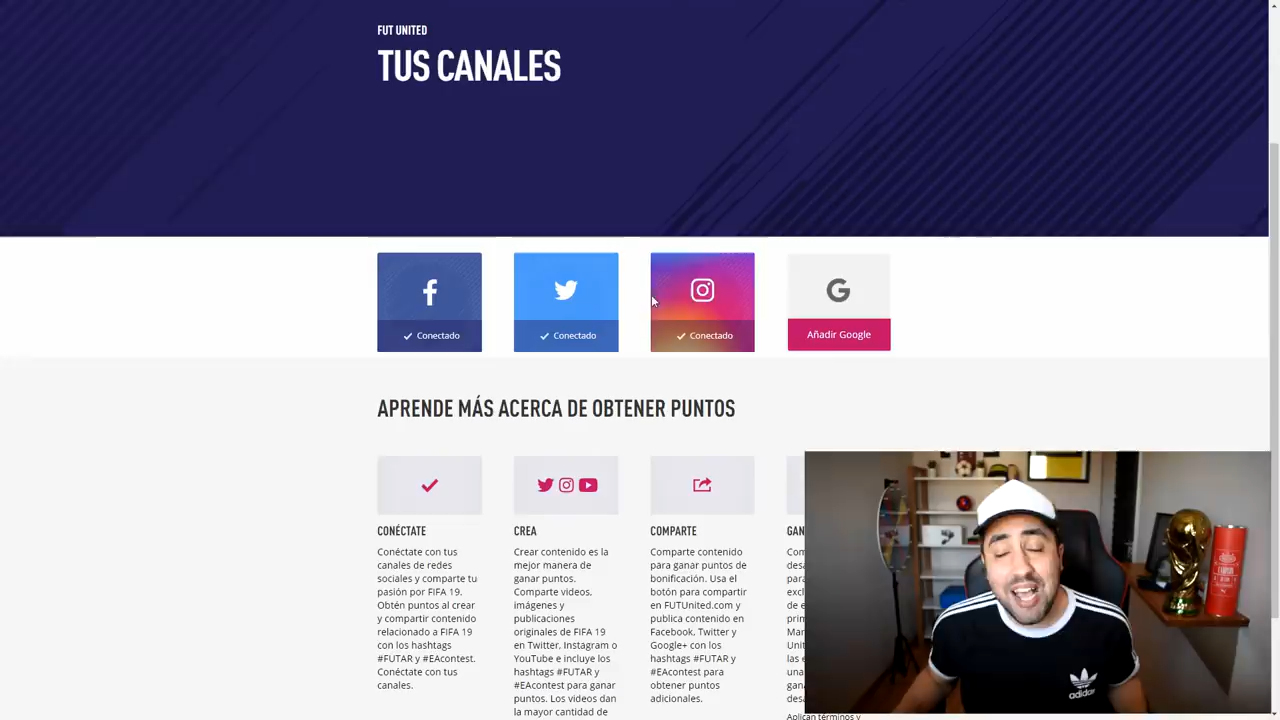 FUT UNITED
TUS CANALES
Conectado
Conectado
Conectado
Añadir Google
APRENDE MÁS ACERCA DE OBTENER PUNTOS
CONÉCTATE
Conéctate con tus
canales de redes
sociales y comparte tu
pasión por FIFA 19.
Obtén puntos al crear
y compartir contenido
relacionado a FIFA 19
con los hashtags
#FUTAR y #EAcontest.
Conéctate con tus
canales.
CREA
Crear contenido es la
mejor manera de
ganar puntos.
Comparte videos,
imágenes y
publicaciones
originales de FIFA 19
en Twitter, Instagram o
YouTube e incluye los
hashtags #FUTAR y
#EAcontest para ganar
puntos. Los videos dan
la mayor cantidad de
COMPARTE
Comparte contenido
para ganar puntos de
bonificación. Usa el
botón para compartir
en FUTUnited.com y
publica contenido en
Facebook, Twitter y
Google+ con los
hashtags #FUTAR y
#EAcontest para
obtener puntos
adicionales.
Aplican términos y
adidas